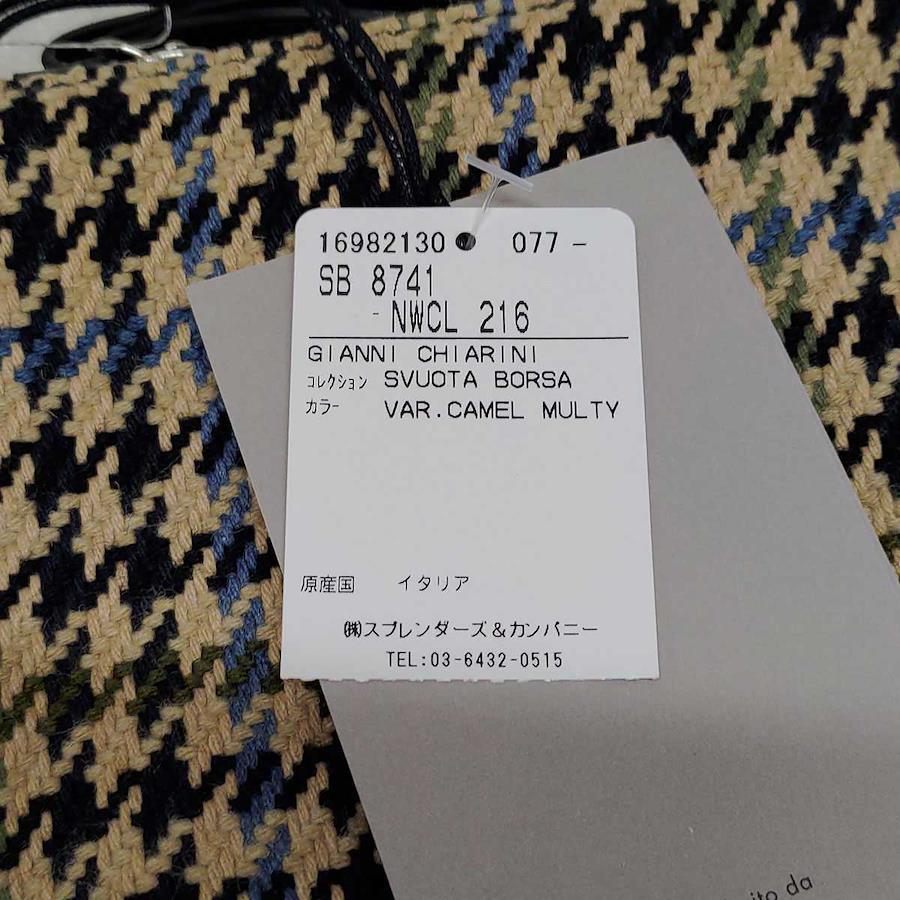 16982130 077 -
SB 8741
- NWCL 216
GIANNI CHIARINI
コレクション SVUOTA BORSA
カラー VAR.CAMEL MULTY
原産国 イタリア
㈱スプレンダーズ&カンパニー
TEL:03-6432-0515
da